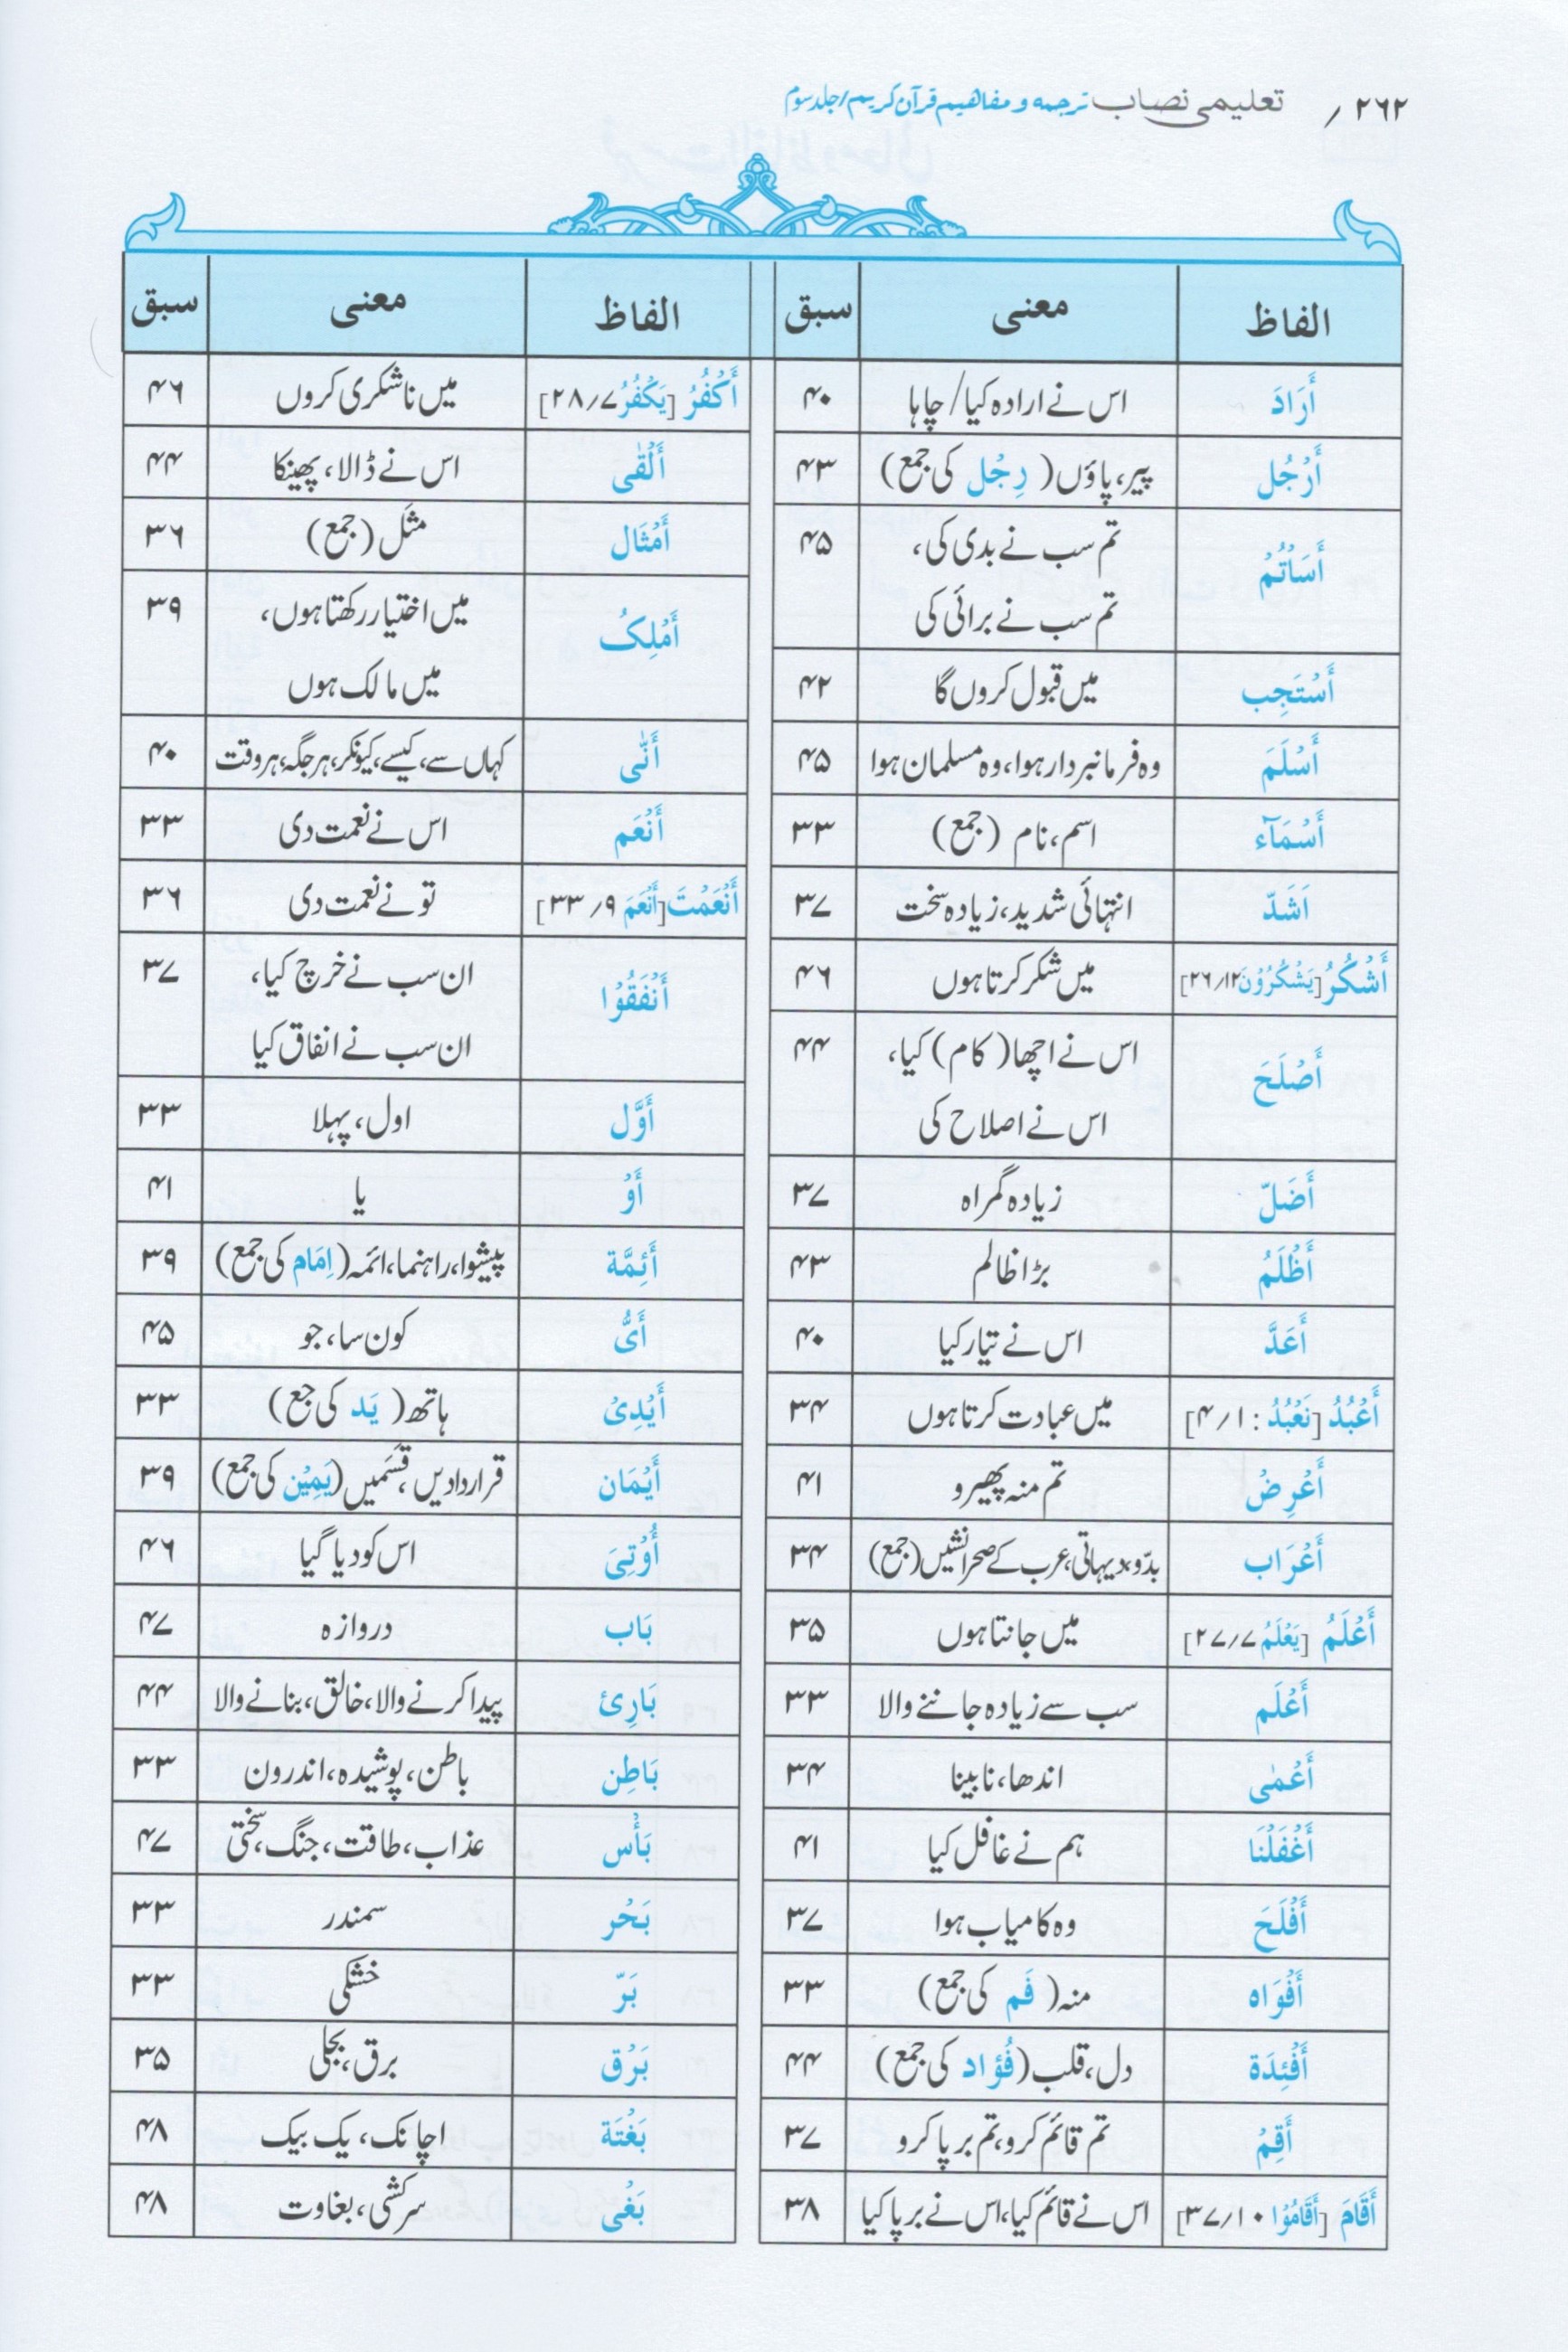 ۲۶۲ / تعلیمی نصاب ترجمہ و مفاہیم قرآن کریم/جلد سوم
الفاظ معنی سبق
أَرَادَ اس نے ارادہ کیا/چاہا ۴۰
أَرْجُل پیر، پاؤں (رِجْل کی جمع) ۴۳
أَسَأْتُمْ تم سب نے بدی کی، ۴۵
تم سب نے برائی کی
أَسْتَجِب میں قبول کروں گا ۴۲
أَسْلَمَ وہ فرمانبردار ہوا، وہ مسلمان ہوا ۴۵
أَسْمَآء اسم، نام (جمع) ۳۳
اَشَدّ انتہائی شدید، زیادہ سخت ۳۷
أَشْكُرُ [یَشْكُرُوْنَ ۲۶/۱۲] میں شکر کرتا ہوں ۴۶
أَصْلَحَ اس نے اچھا (کام) کیا، ۴۴
اس نے اصلاح کی
أَضَلّ زیادہ گمراہ ۳۷
أَظْلَمُ بڑا ظالم ۴۳
أَعَدَّ اس نے تیار کیا ۴۰
أَعْبُدُ [نَعْبُدُ : ۴/۱] میں عبادت کرتا ہوں ۳۴
أَعْرِضْ تم منہ پھیرو ۴۱
أَعْرَاب بدّو، دیہاتی، عرب کے صحرا نشیں (جمع) ۳۴
أَعْلَمُ [یَعْلَمُ ۲۷/۷] میں جانتا ہوں ۳۵
أَعْلَم سب سے زیادہ جاننے والا ۳۳
أَعْمٰی اندھا، نابینا ۳۴
أَغْفَلْنَا ہم نے غافل کیا ۴۱
أَفْلَحَ وہ کامیاب ہوا ۳۷
أَفْوَاه منہ (فَم کی جمع) ۳۳
أَفْئِدَة دل، قلب (فُؤَاد کی جمع) ۴۴
أَقِمْ تم قائم کرو، تم برپا کرو ۳۷
أَقَامَ [أَقَامُوْا ۳۷/۱۰] اس نے قائم کیا، اس نے برپا کیا ۳۸
الفاظ معنی سبق
أَكْفُرُ [یَكْفُرُ ۲۸/۷] میں ناشکری کروں ۴۶
أَلْقٰی اس نے ڈالا، پھینکا ۴۴
أَمْثَال مثَل (جمع) ۳۶
أَمْلِكُ میں اختیار رکھتا ہوں، ۳۹
میں مالک ہوں
أَنّٰی کہاں سے، کیسے، کیونکر، ہر جگہ، ہر وقت ۴۰
أَنْعَم اس نے نعمت دی ۳۳
أَنْعَمْتَ [أَنْعَمَ ۳۳/۹] تو نے نعمت دی ۳۶
أَنْفَقُوْا ان سب نے خرچ کیا، ۳۷
ان سب نے انفاق کیا
أَوَّل اول، پہلا ۳۳
أَوْ یا ۴۱
أَئِمَّة پیشوا، راہنما، ائمہ (اِمَام کی جمع) ۳۹
أَیُّ کون سا، جو ۴۵
أَیْدِیْ ہاتھ (یَد کی جمع) ۳۳
أَیْمَان قراردادیں، قسَمیں (یَمِیْن کی جمع) ۳۹
أُوْتِیَ اس کو دیا گیا ۴۶
بَاب دروازہ ۴۷
بَارِئ پیدا کرنے والا، خالق، بنانے والا ۴۴
بَاطِن باطن، پوشیدہ، اندرون ۳۳
بَأْس عذاب، طاقت، جنگ، سختی ۴۷
بَحْر سمندر ۳۳
بَرّ خشکی ۳۳
بَرْق برق، بجلی ۳۵
بَغْتَة اچانک، یک بیک ۴۸
بَغْی سرکشی، بغاوت ۴۸